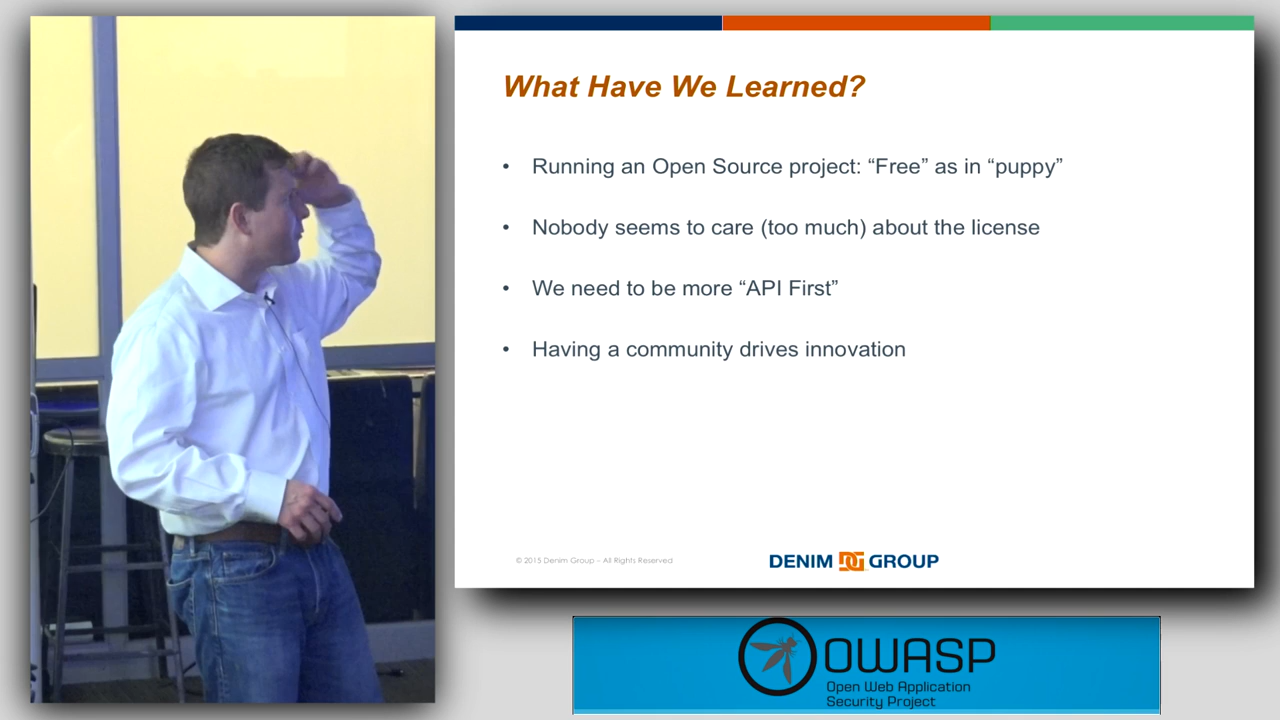 What Have We Learned?
• Running an Open Source project: “Free” as in “puppy”
• Nobody seems to care (too much) about the license
• We need to be more “API First”
• Having a community drives innovation
© 2015 Denim Group – All Rights Reserved
DENIM DG GROUP
OWASP
Open Web Application
Security Project